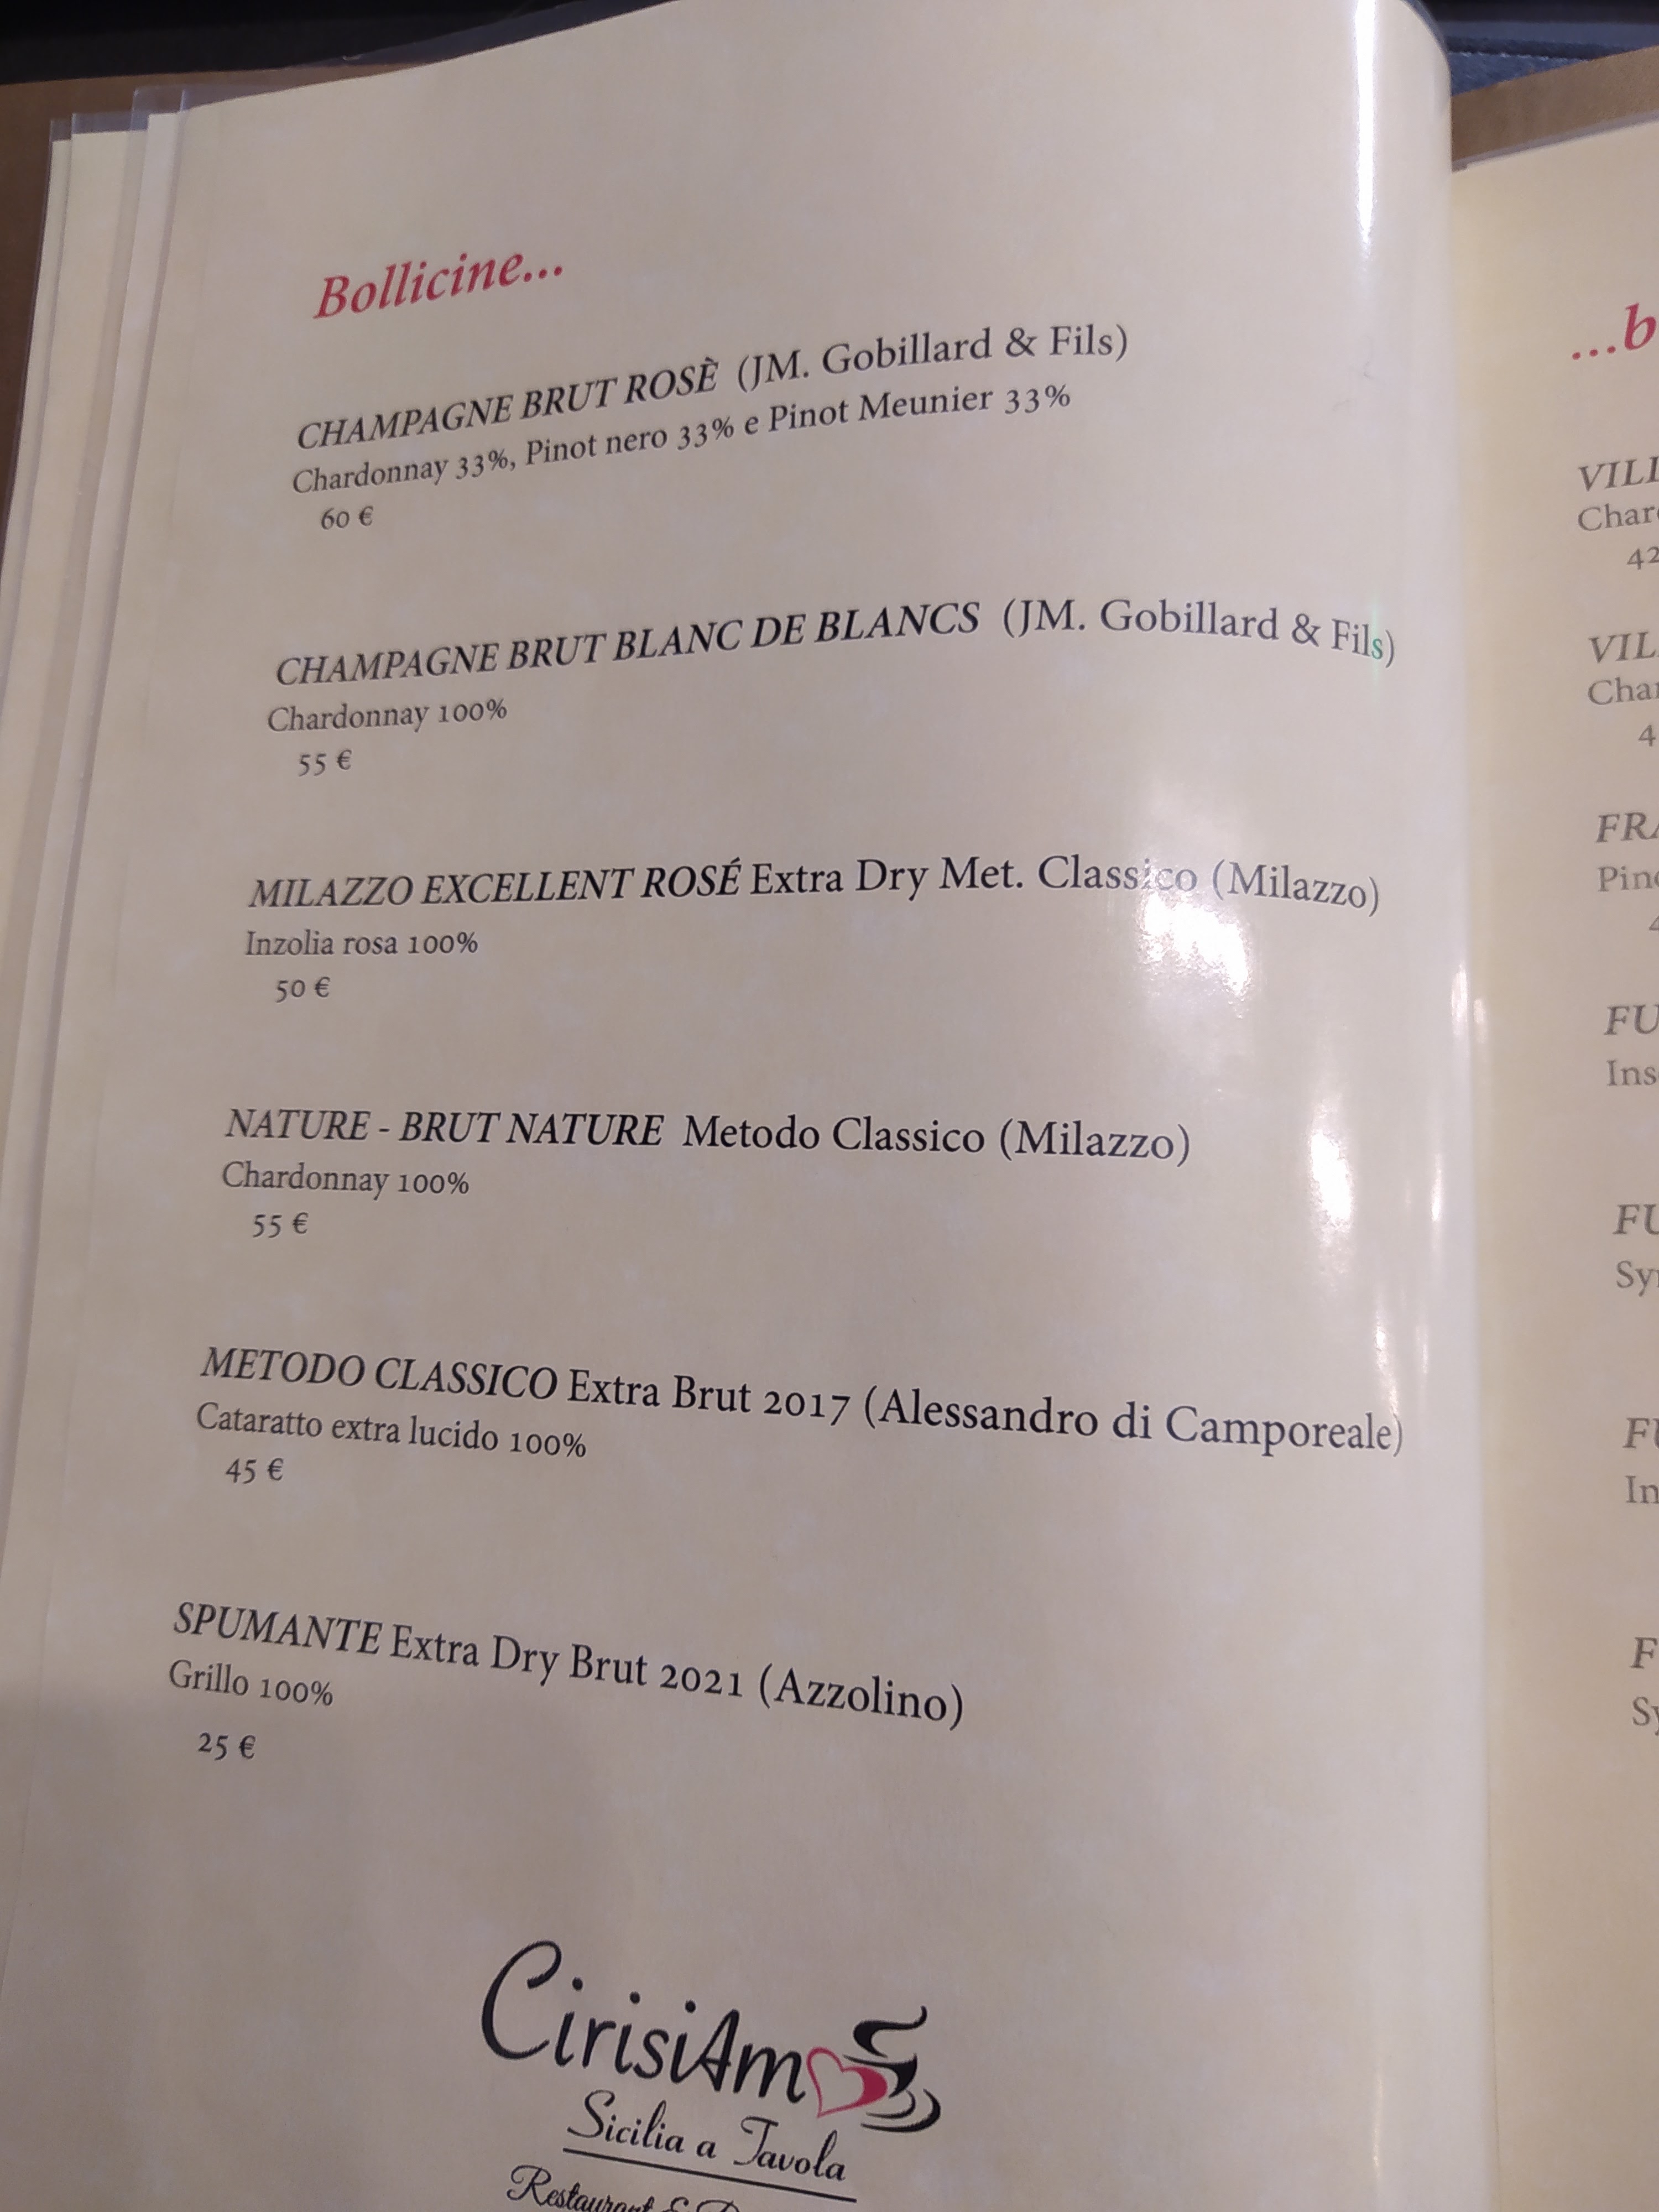 Bollicine...
CHAMPAGNE BRUT ROSÈ (JM. Gobillard & Fils)
Chardonnay 33%, Pinot nero 33% e Pinot Meunier 33%
60 €
CHAMPAGNE BRUT BLANC DE BLANCS (JM. Gobillard & Fils)
Chardonnay 100%
55 €
MILAZZO EXCELLENT ROSÉ Extra Dry Met. Classico (Milazzo)
Inzolia rosa 100%
50 €
NATURE - BRUT NATURE Metodo Classico (Milazzo)
Chardonnay 100%
55 €
METODO CLASSICO Extra Brut 2017 (Alessandro di Camporeale)
Cataratto extra lucido 100%
45 €
SPUMANTE Extra Dry Brut 2021 (Azzolino)
Grillo 100%
25 €
CirisiAmo
Sicilia a Tavola
Restaurant &
...b
42